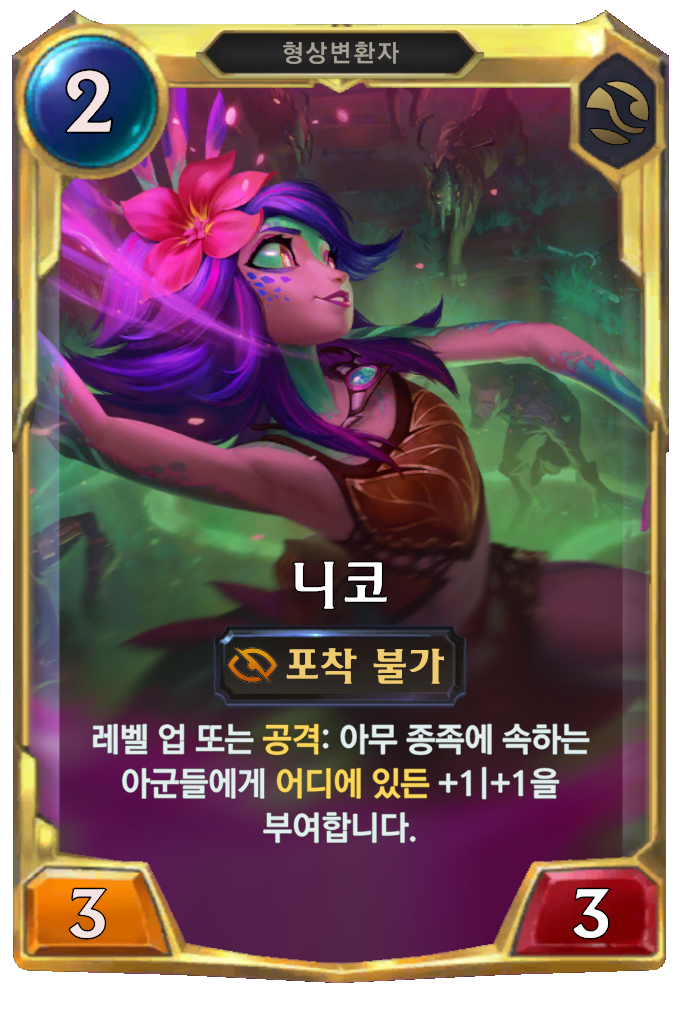 형상변환자
2
니코
포착 불가
레벨 업 또는 공격: 아무 종족에 속하는
아군들에게 어디에 있든 +1|+1을
부여합니다.
3
3